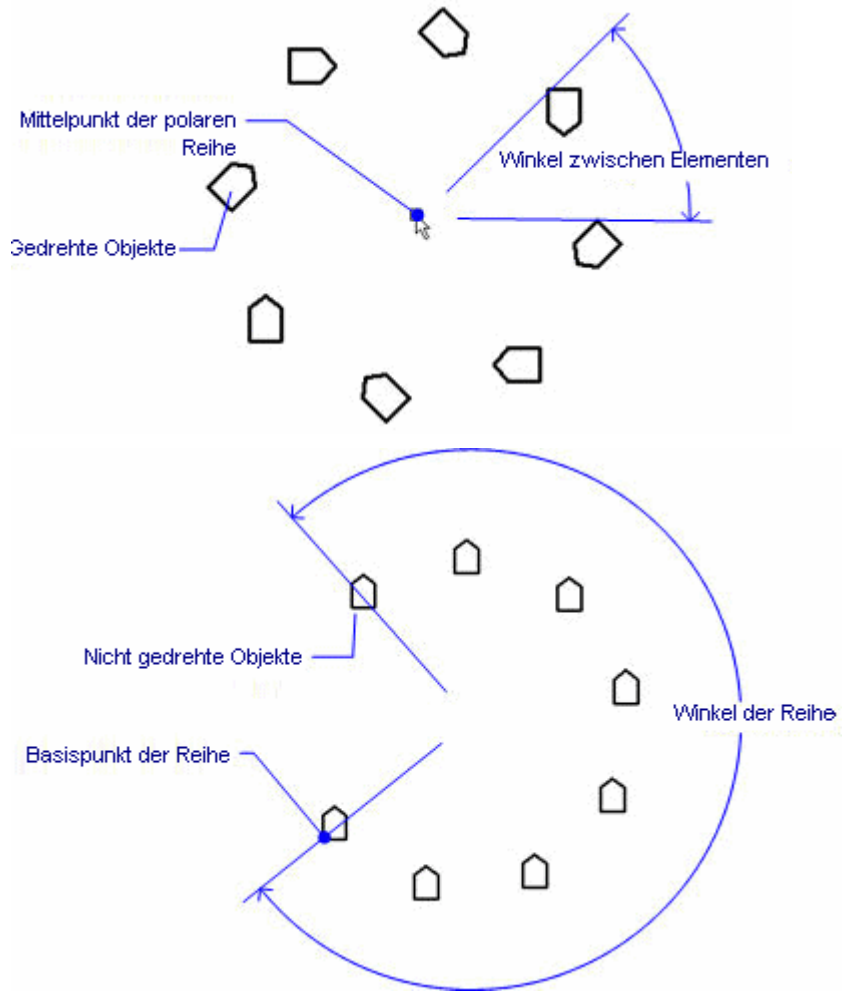 Mittelpunkt der polaren
Reihe
Winkel zwischen Elementen
Gedrehte Objekte
Nicht gedrehte Objekte
Winkel der Reihe
Basispunkt der Reihe